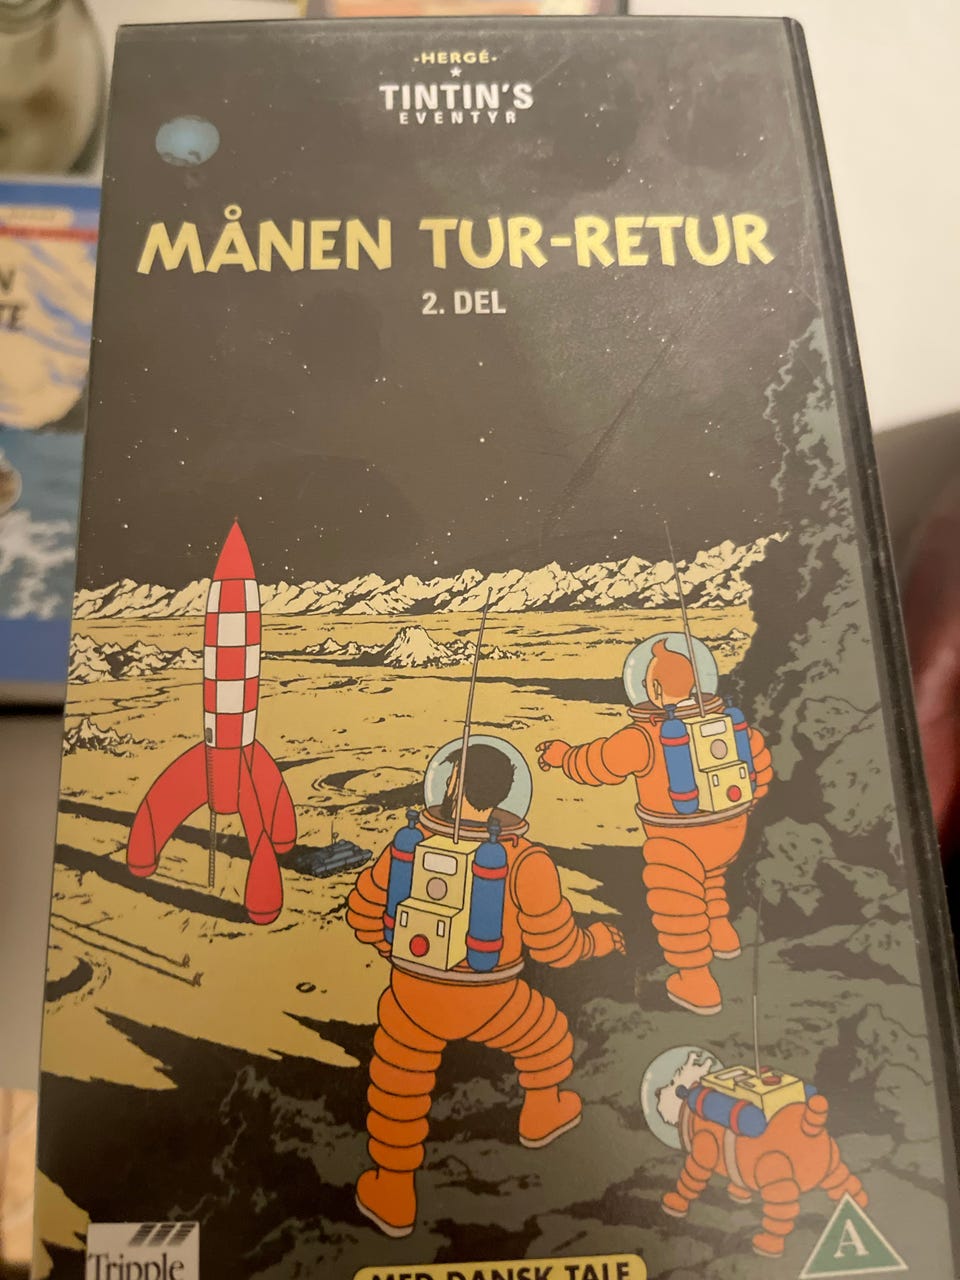 ·HERGÉ·
TINTIN'S
EVENTYR
MÅNEN TUR-RETUR
2. DEL
Tripple
MED DANSK TALE
A